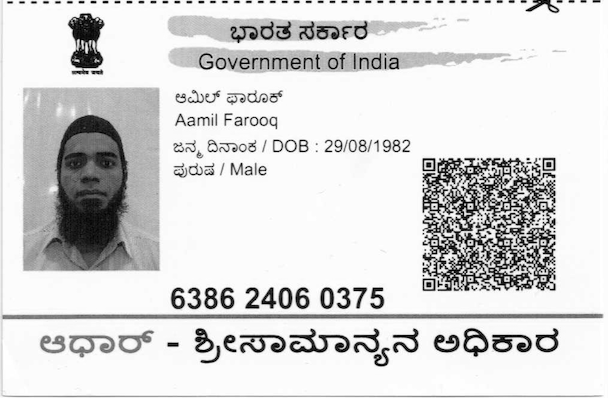 ಭಾರತ ಸರ್ಕಾರ
Government of India
ಆಮಿಲ್ ಫಾರೂಕ್
Aamil Farooq
ಜನ್ಮ ದಿನಾಂಕ / DOB : 29/08/1982
ಪುರುಷ / Male
6386 2406 0375
ಆಧಾರ್ - ಶ್ರೀಸಾಮಾನ್ಯನ ಅಧಿಕಾರ